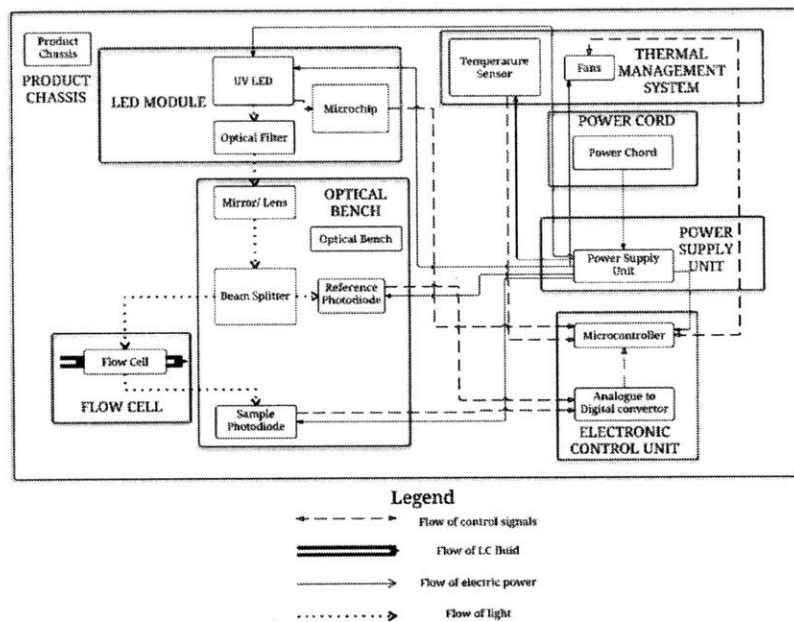 Product
Chassis
PRODUCT
CHASSIS
LED MODULE
UV LED
Microchip
Optical Filter
Temperature
Sensor
Fans
THERMAL
MANAGEMENT
SYSTEM
POWER CORD
Power Chord
Mirror/ Lens
OPTICAL
BENCH
Optical Bench
Beam Splitter
Reference
Photodiode
POWER
SUPPLY
UNIT
Power Supply
Unit
Flow Cell
FLOW CELL
Sample
Photodiode
Microcontroller
Analogue to
Digital convertor
ELECTRONIC
CONTROL UNIT
Legend
Flow of control signals
Flow of LC fluid
Flow of electric power
Flow of light